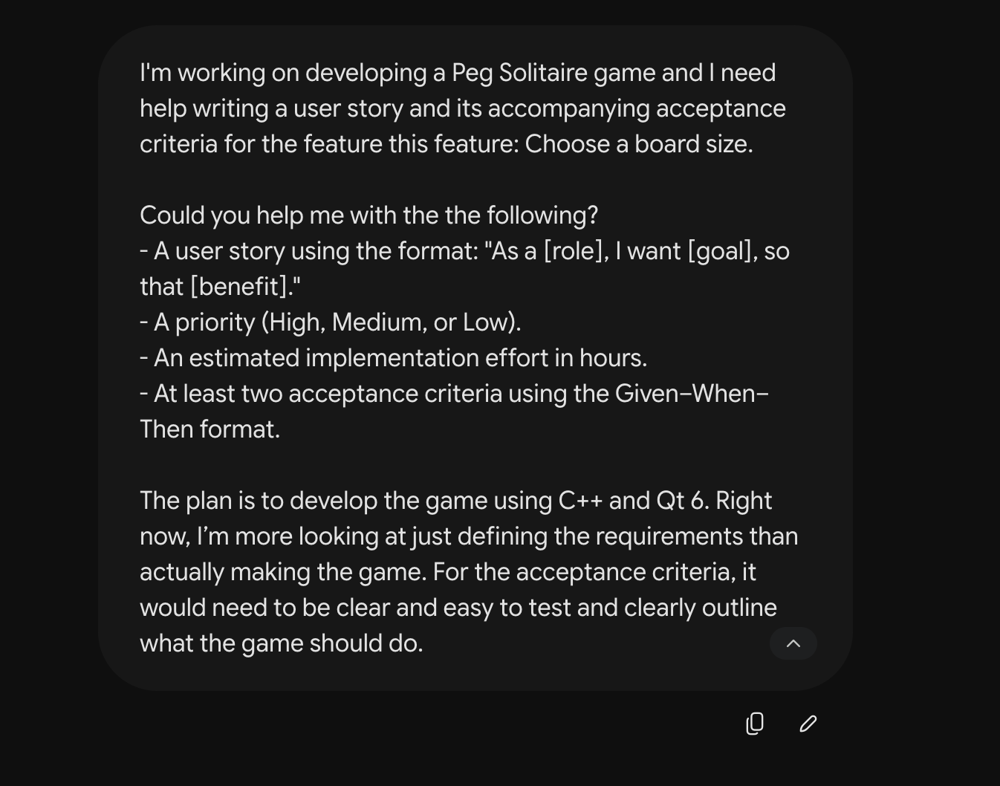 I'm working on developing a Peg Solitaire game and I need
help writing a user story and its accompanying acceptance
criteria for the feature this feature: Choose a board size.
Could you help me with the the following?
- A user story using the format: "As a [role], I want [goal], so
that [benefit]."
- A priority (High, Medium, or Low).
- An estimated implementation effort in hours.
- At least two acceptance criteria using the Given–When–
Then format.
The plan is to develop the game using C++ and Qt 6. Right
now, I’m more looking at just defining the requirements than
actually making the game. For the acceptance criteria, it
would need to be clear and easy to test and clearly outline
what the game should do.